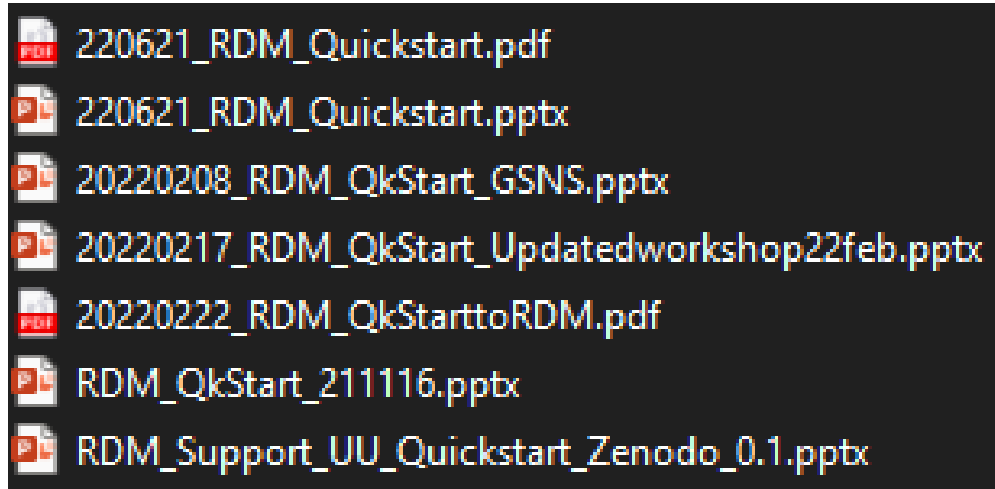 220621_RDM_Quickstart.pdf
220621_RDM_Quickstart.pptx
20220208_RDM_QkStart_GSNS.pptx
20220217_RDM_QkStart_Updatedworkshop22feb.pptx
20220222_RDM_QkStarttoRDM.pdf
RDM_QkStart_211116.pptx
RDM_Support_UU_Quickstart_Zenodo_0.1.pptx